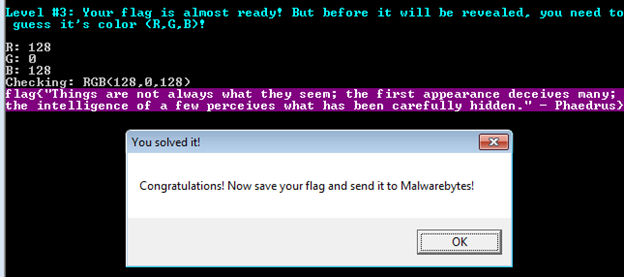 Level #3: Your flag is almost ready! But before it will be revealed, you need to
guess it's color (R,G,B)!
R: 128
G: 0
B: 128
Checking: RGB(128,0,128)
flag{"Things are not always what they seem; the first appearance deceives many;
the intelligence of a few perceives what has been carefully hidden." - Phaedrus}
You solved it!
Congratulations! Now save your flag and send it to Malwarebytes!
OK